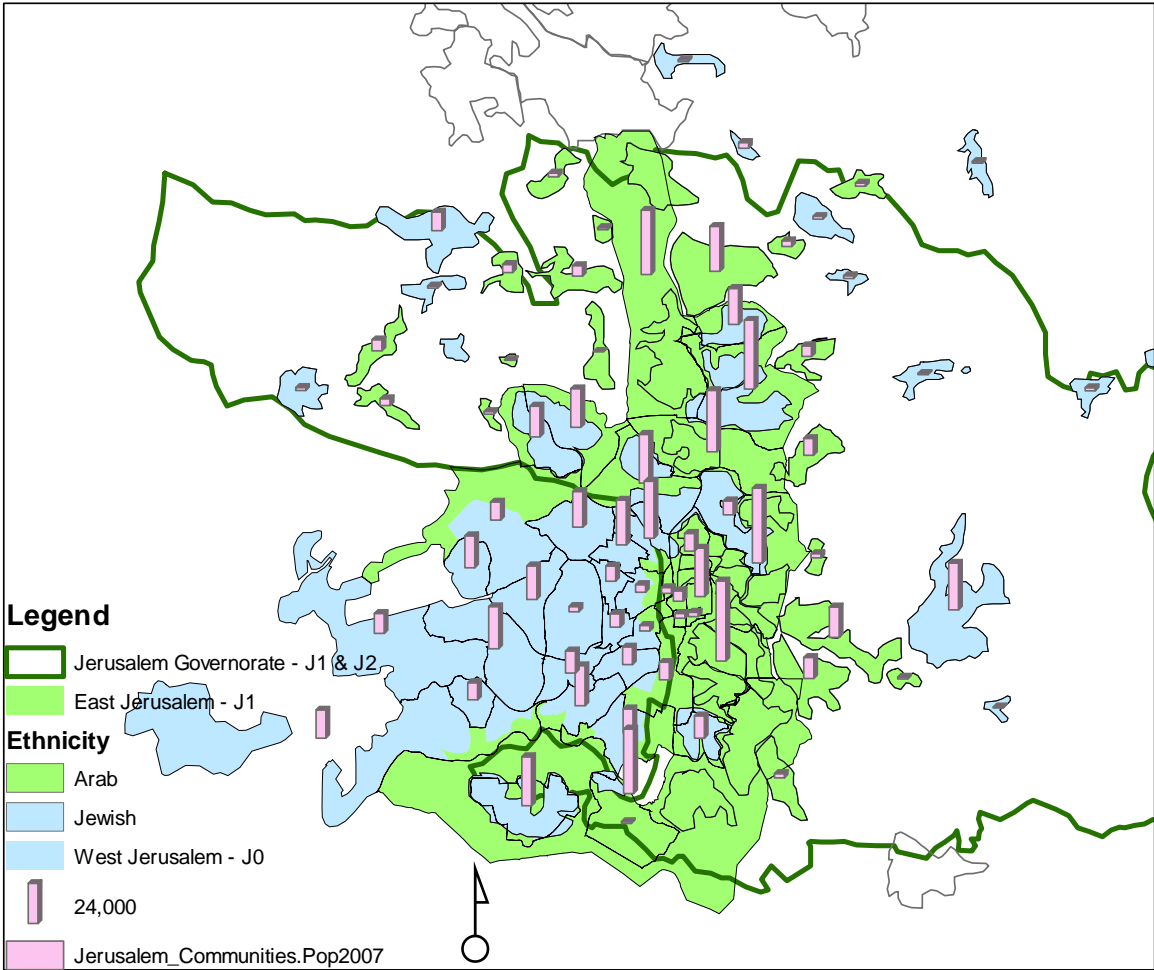 Legend
Jerusalem Governorate - J1 & J2
East Jerusalem - J1
Ethnicity
Arab
Jewish
West Jerusalem - J0
24,000
Jerusalem_Communities.Pop2007